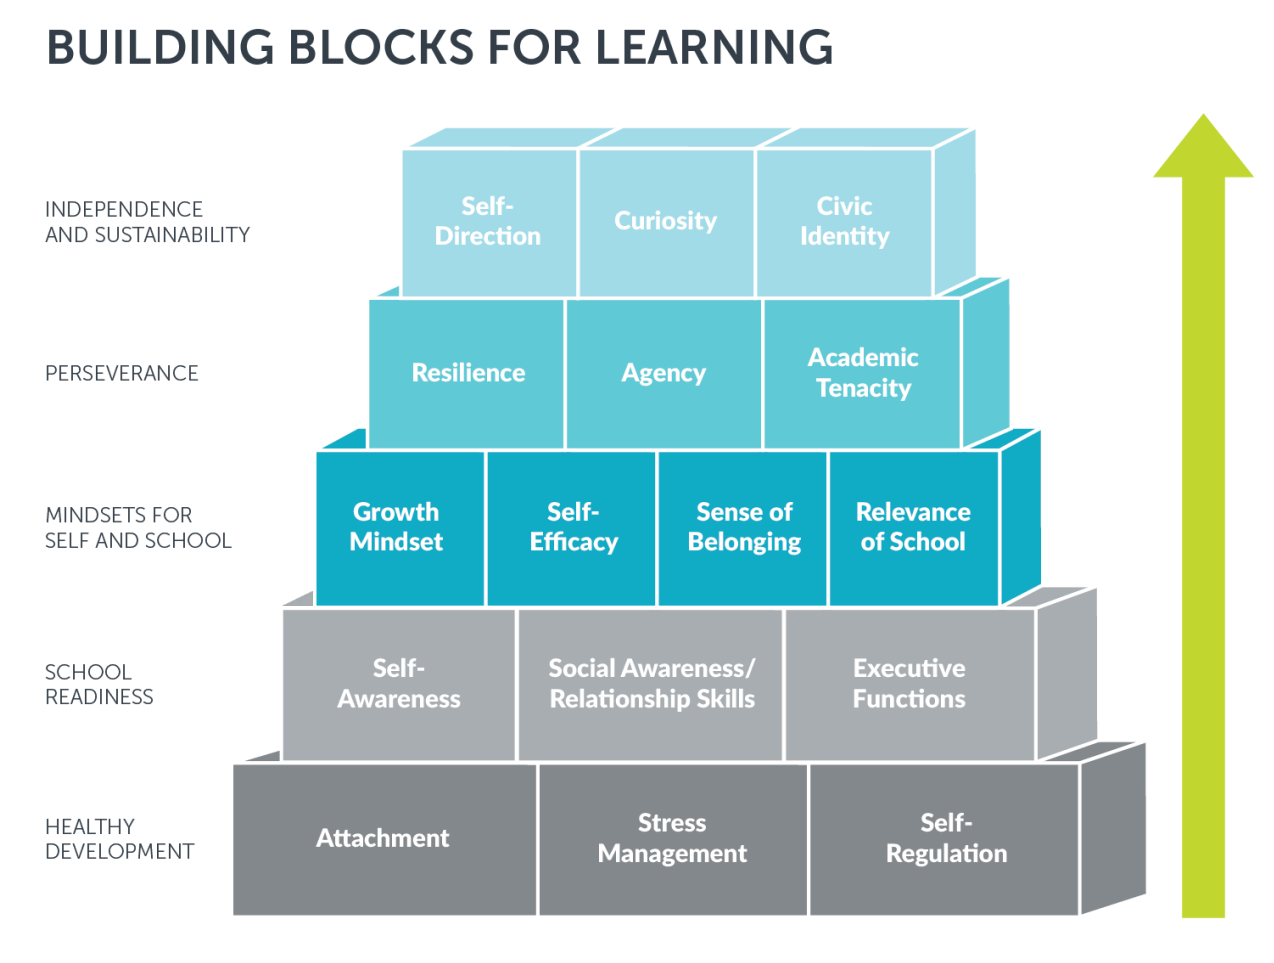 BUILDING BLOCKS FOR LEARNING
INDEPENDENCE
AND SUSTAINABILITY
Self-
Direction
Curiosity
Civic
Identity
PERSEVERANCE
Resilience
Agency
Academic
Tenacity
MINDSETS FOR
SELF AND SCHOOL
Growth
Mindset
Self-
Efficacy
Sense of
Belonging
Relevance
of School
SCHOOL
READINESS
Self-
Awareness
Social Awareness/
Relationship Skills
Executive
Functions
HEALTHY
DEVELOPMENT
Attachment
Stress
Management
Self-
Regulation